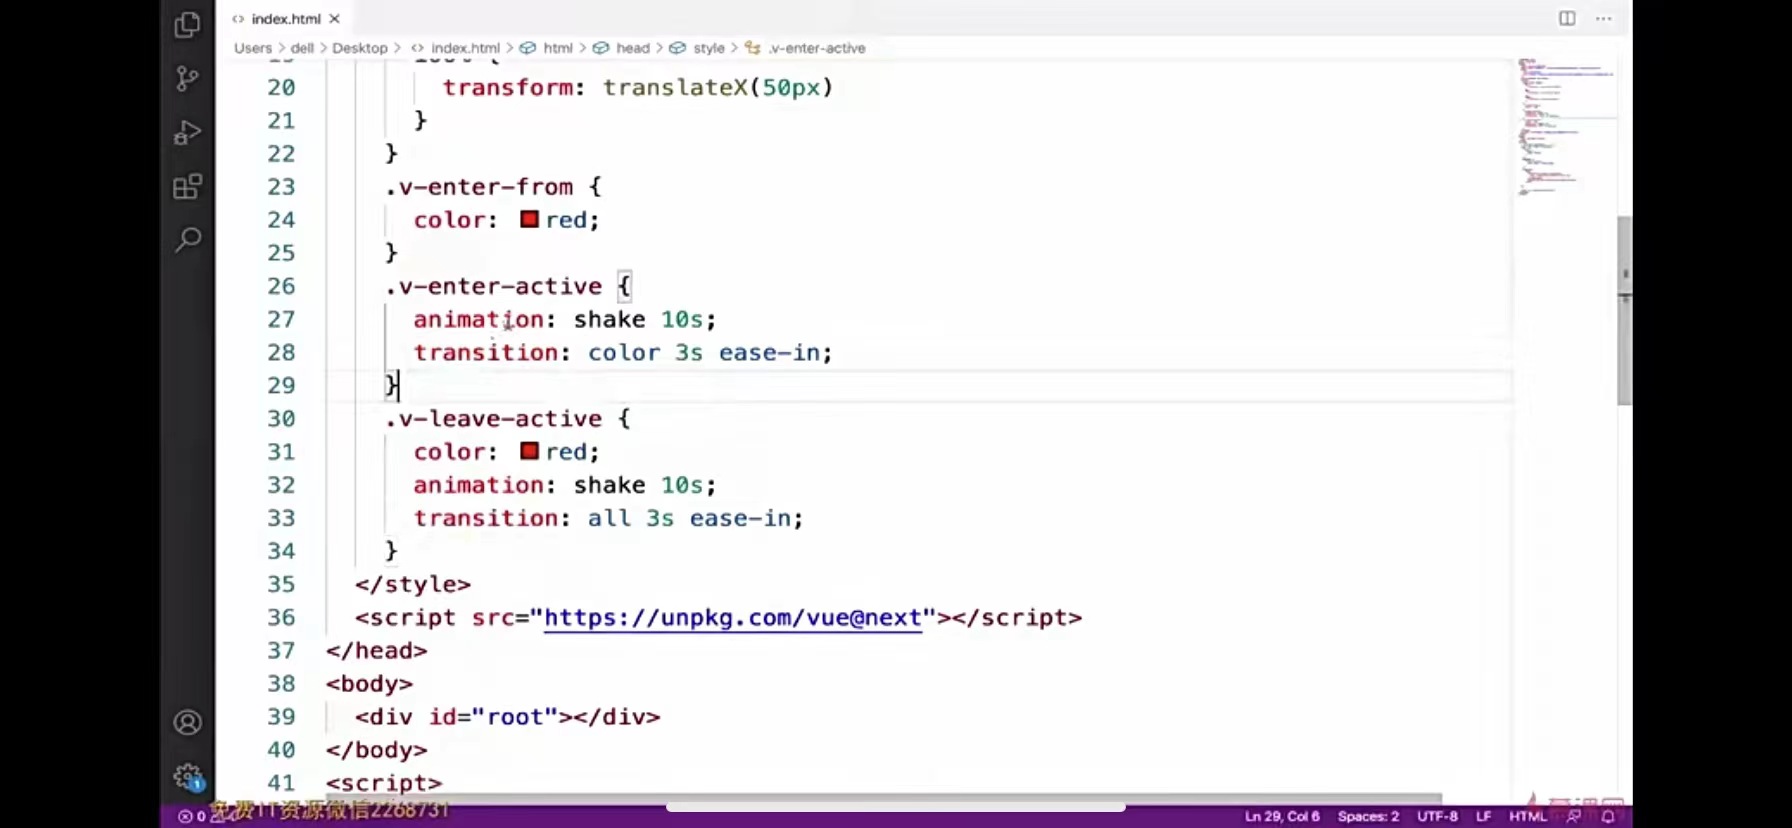 index.html
Users > dell > Desktop > index.html > html > head > style > .v-enter-active
20 transform: translateX(50px)
21 }
22 }
23 .v-enter-from {
24 color: red;
25 }
26 .v-enter-active {
27 animation: shake 10s;
28 transition: color 3s ease-in;
29 }
30 .v-leave-active {
31 color: red;
32 animation: shake 10s;
33 transition: all 3s ease-in;
34 }
35 </style>
36 <script src="https://unpkg.com/vue@next"></script>
37 </head>
38 <body>
39 <div id="root"></div>
40 </body>
41 <script>
1
0
免费IT资源微信2268731
Ln 29, Col 6 Spaces: 2 UTF-8 LF HTML